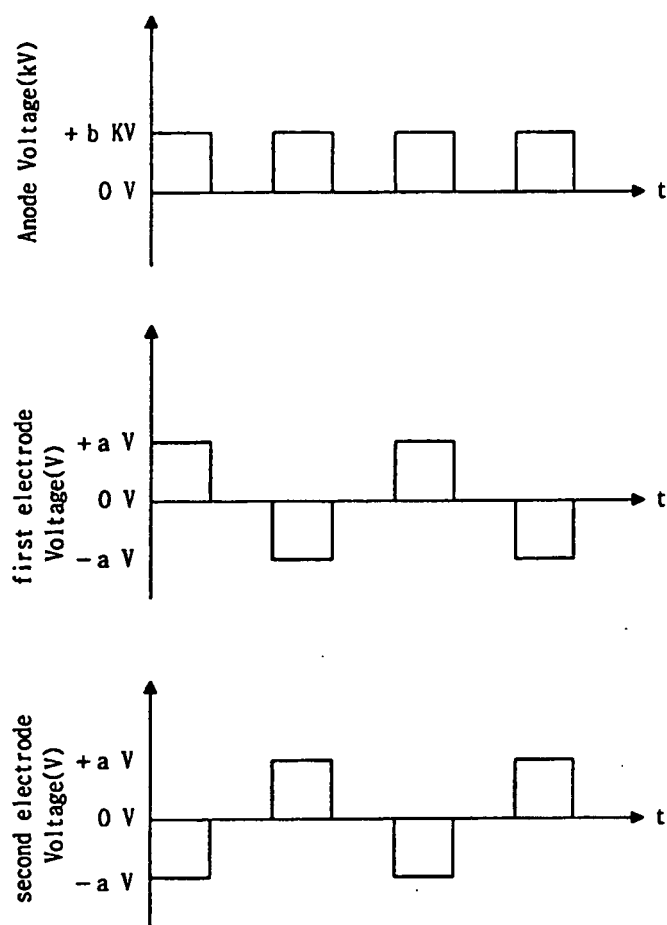 Anode Voltage(kV)
+ b KV
0 V
t
first electrode
Voltage(V)
+a V
0 V
-a V
t
second electrode
Voltage(V)
+a V
0 V
-a V
t